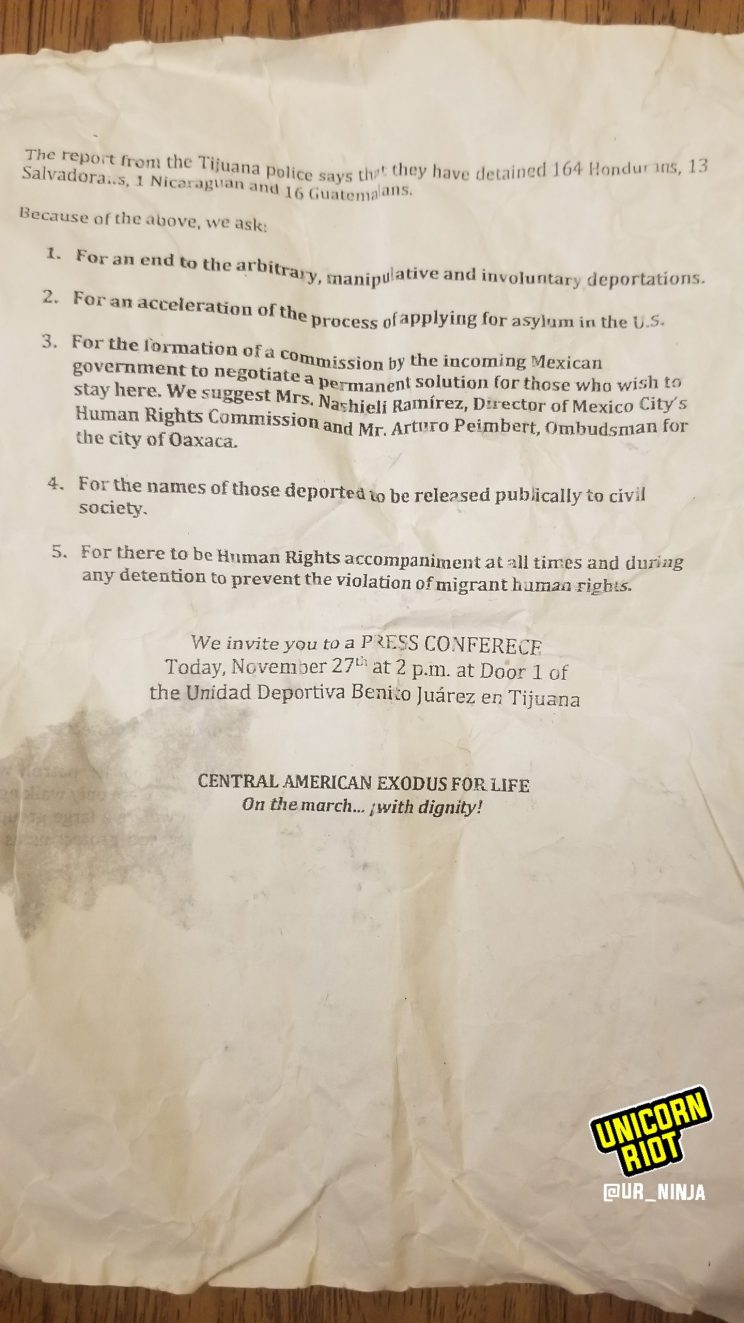 The report from the Tijuana police says that they have detained 164 Hondurans, 13
Salvadorans, 1 Nicaraguan and 16 Guatemalans.
Because of the above, we ask:
1. For an end to the arbitrary, manipulative and involuntary deportations.
2. For an acceleration of the process of applying for asylum in the U.S.
3. For the formation of a commission by the incoming Mexican
government to negotiate a permanent solution for those who wish to
stay here. We suggest Mrs. Nashieli Ramírez, Director of Mexico City's
Human Rights Commission and Mr. Arturo Peimbert, Ombudsman for
the city of Oaxaca.
4. For the names of those deported to be released publically to civil
society.
5. For there to be Human Rights accompaniment at all times and during
any detention to prevent the violation of migrant human rights.
We invite you to a PRESS CONFERECE
Today, November 27th at 2 p.m. at Door 1 of
the Unidad Deportiva Benito Juárez en Tijuana
CENTRAL AMERICAN EXODUS FOR LIFE
On the march... ¡with dignity!
UNICORN
RIOT
@UR_NINJA